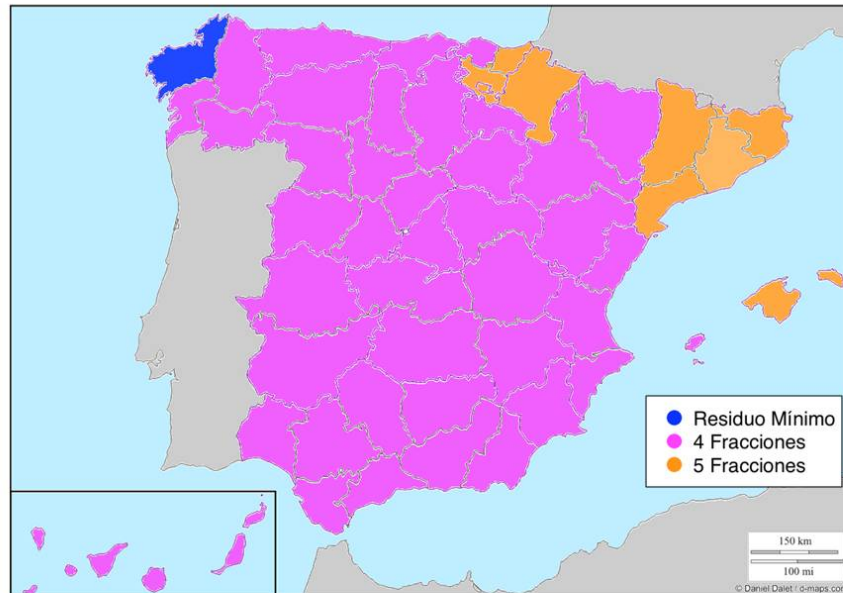 Residuo Mínimo
4 Fracciones
5 Fracciones
150 km
100 mi
© Daniel Dalet / d-maps.com